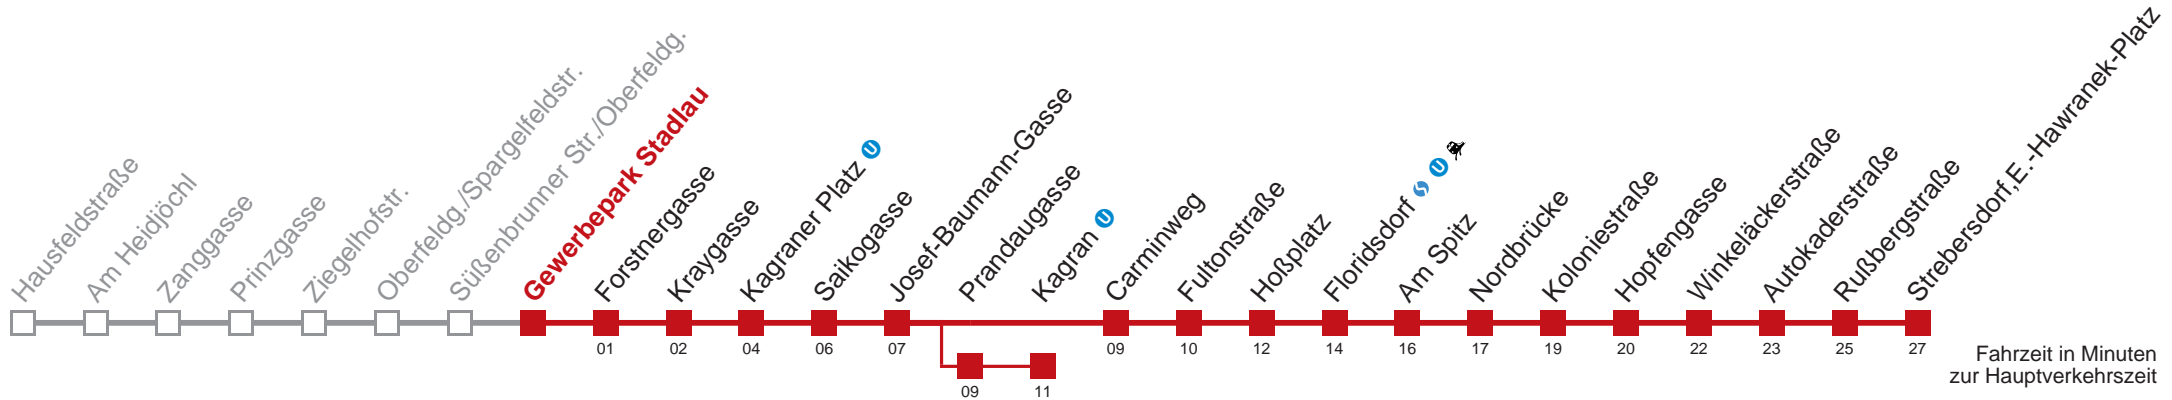 Hausfeldstraße
Am Heidjöchl
Zanggasse
Prinzgasse
Ziegelhofstr.
Oberfeldg./Spargelfeldstr.
Süßenbrunner Str./Oberfeldg.
Gewerbepark Stadlau
Forstnergasse
Kraygasse
Kagraner Platz U
Saikogasse
Josef-Baumann-Gasse
Prandaugasse
Kagran U
Carminweg
Fultonstraße
Hoßplatz
Floridsdorf S U
Am Spitz
Nordbrücke
Koloniestraße
Hopfengasse
Winkeläckerstraße
Autokaderstraße
Rußbergstraße
Strebersdorf,E.-Hawranek-Platz
01 02 04 06 07 09 10 12 14 16 17 19 20 22 23 25 27
09 11
Fahrzeit in Minuten
zur Hauptverkehrszeit